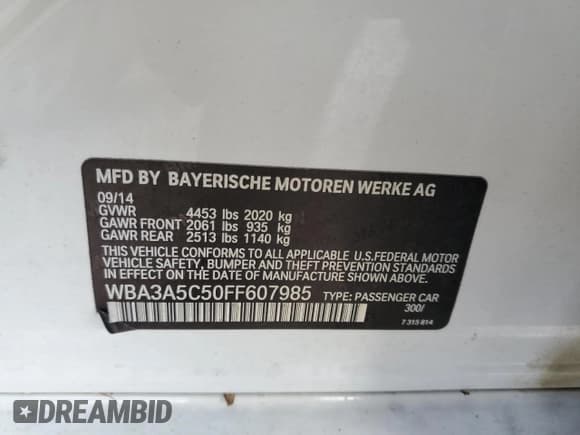 MFD BY BAYERISCHE MOTOREN WERKE AG
09/14
GVWR 4453 lbs 2020 kg
GAWR FRONT 2061 lbs 935 kg
GAWR REAR 2513 lbs 1140 kg
THIS VEHICLE CONFORMS TO ALL APPLICABLE U.S.FEDERAL MOTOR
VEHICLE SAFETY, BUMPER AND THEFT PREVENTION STANDARDS
IN EFFECT ON THE DATE OF MANUFACTURE SHOWN ABOVE.
WBA3A5C50FF607985 TYPE: PASSENGER CAR
300/
7 315 814
DREAMBID